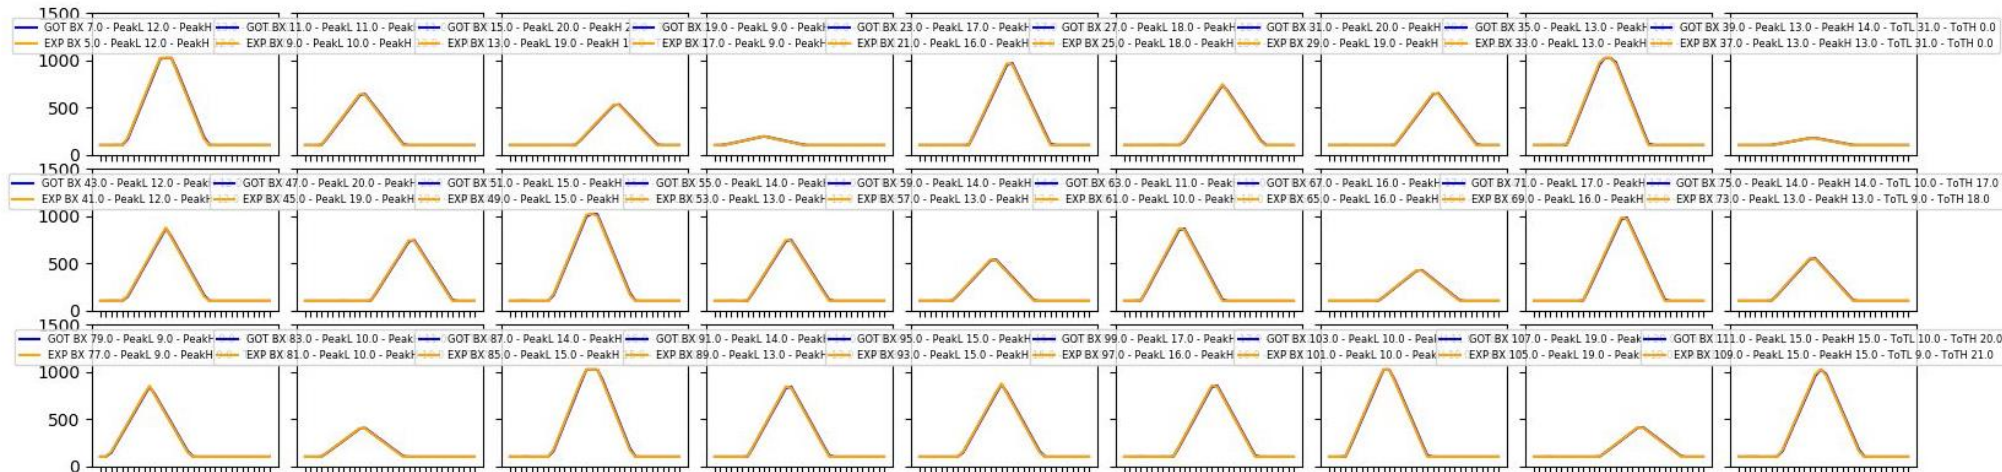 1500
GOT BX 7.0 - PeakL 12.0 - PeakH GOT BX 11.0 - PeakL 11.0 - PeakH GOT BX 15.0 - PeakL 20.0 - PeakH 2 GOT BX 19.0 - PeakL 9.0 - PeakH GOT BX 23.0 - PeakL 17.0 - PeakH GOT BX 27.0 - PeakL 18.0 - PeakH GOT BX 31.0 - PeakL 20.0 - PeakH GOT BX 35.0 - PeakL 13.0 - PeakH GOT BX 39.0 - PeakL 13.0 - PeakH 14.0 - ToTL 31.0 - ToTH 0.0
EXP BX 5.0 - PeakL 12.0 - PeakH EXP BX 9.0 - PeakL 10.0 - PeakH EXP BX 13.0 - PeakL 19.0 - PeakH 1 EXP BX 17.0 - PeakL 9.0 - PeakH EXP BX 21.0 - PeakL 16.0 - PeakH EXP BX 25.0 - PeakL 18.0 - PeakH EXP BX 29.0 - PeakL 19.0 - PeakH EXP BX 33.0 - PeakL 13.0 - PeakH EXP BX 37.0 - PeakL 13.0 - PeakH 13.0 - ToTL 31.0 - ToTH 0.0
1000
500
0
1500
GOT BX 43.0 - PeakL 12.0 - PeakH GOT BX 47.0 - PeakL 20.0 - PeakH GOT BX 51.0 - PeakL 15.0 - PeakH GOT BX 55.0 - PeakL 14.0 - PeakH GOT BX 59.0 - PeakL 14.0 - PeakH GOT BX 63.0 - PeakL 11.0 - Peak GOT BX 67.0 - PeakL 16.0 - PeakH GOT BX 71.0 - PeakL 17.0 - PeakH GOT BX 75.0 - PeakL 14.0 - PeakH 14.0 - ToTL 10.0 - ToTH 17.0
EXP BX 41.0 - PeakL 12.0 - PeakH EXP BX 45.0 - PeakL 19.0 - PeakH EXP BX 49.0 - PeakL 15.0 - PeakH EXP BX 53.0 - PeakL 13.0 - PeakH EXP BX 57.0 - PeakL 13.0 - PeakH EXP BX 61.0 - PeakL 10.0 - Peak EXP BX 65.0 - PeakL 16.0 - PeakH EXP BX 69.0 - PeakL 16.0 - PeakH EXP BX 73.0 - PeakL 13.0 - PeakH 13.0 - ToTL 9.0 - ToTH 18.0
1000
500
0
1500
GOT BX 79.0 - PeakL 9.0 - PeakH GOT BX 83.0 - PeakL 10.0 - PeakH GOT BX 87.0 - PeakL 14.0 - PeakH GOT BX 91.0 - PeakL 14.0 - PeakH GOT BX 95.0 - PeakL 15.0 - PeakH GOT BX 99.0 - PeakL 17.0 - PeakH GOT BX 103.0 - PeakL 10.0 - Peak GOT BX 107.0 - PeakL 19.0 - Peak GOT BX 111.0 - PeakL 15.0 - PeakH 15.0 - ToTL 10.0 - ToTH 20.0
EXP BX 77.0 - PeakL 9.0 - PeakH EXP BX 81.0 - PeakL 10.0 - PeakH EXP BX 85.0 - PeakL 15.0 - PeakH EXP BX 89.0 - PeakL 13.0 - PeakH EXP BX 93.0 - PeakL 15.0 - PeakH EXP BX 97.0 - PeakL 16.0 - PeakH EXP BX 101.0 - PeakL 10.0 - Peak EXP BX 105.0 - PeakL 19.0 - Peak EXP BX 109.0 - PeakL 15.0 - PeakH 15.0 - ToTL 9.0 - ToTH 21.0
1000
500
0